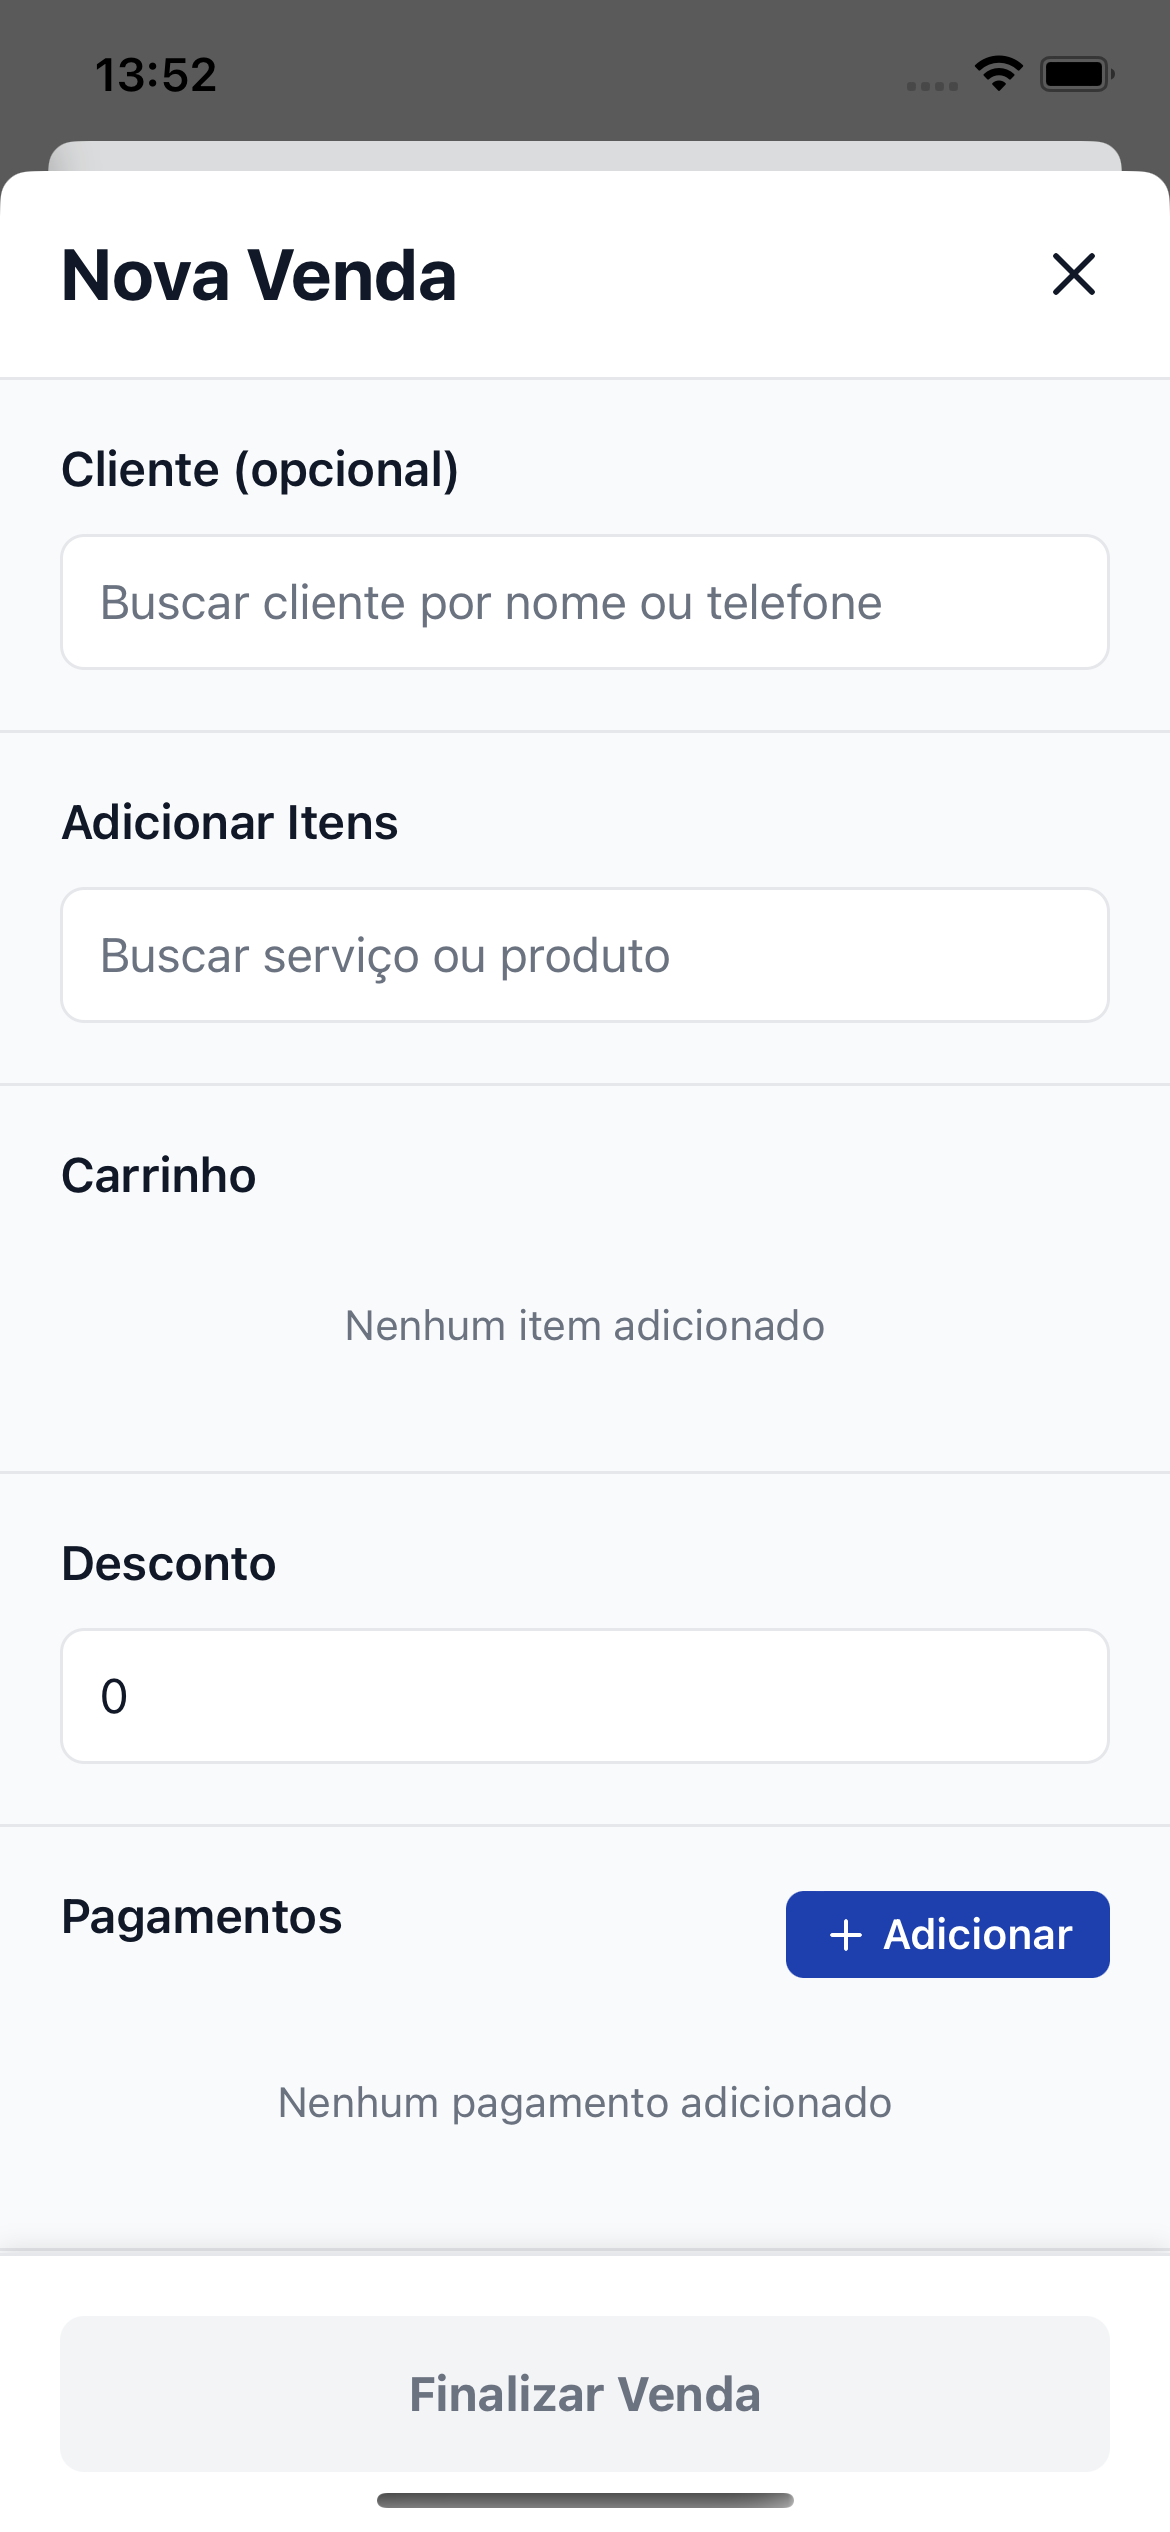 13:52
Nova Venda
Cliente (opcional)
Buscar cliente por nome ou telefone
Adicionar Itens
Buscar serviço ou produto
Carrinho
Nenhum item adicionado
Desconto
0
Pagamentos
+ Adicionar
Nenhum pagamento adicionado
Finalizar Venda